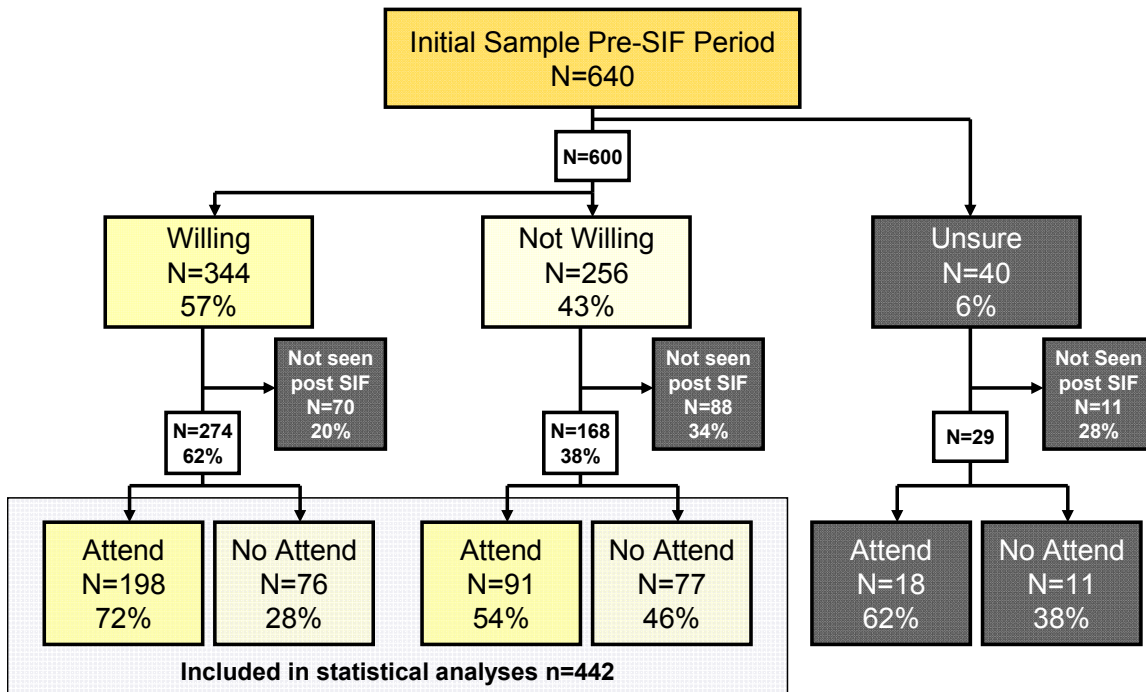 Initial Sample Pre-SIF Period
N=640
N=600
Willing
N=344
57%
Not Willing
N=256
43%
Unsure
N=40
6%
Not seen
post SIF
N=70
20%
Not seen
post SIF
N=88
34%
Not Seen
post SIF
N=11
28%
N=274
62%
N=168
38%
N=29
Attend
N=198
72%
No Attend
N=76
28%
Attend
N=91
54%
No Attend
N=77
46%
Attend
N=18
62%
No Attend
N=11
38%
Included in statistical analyses n=442